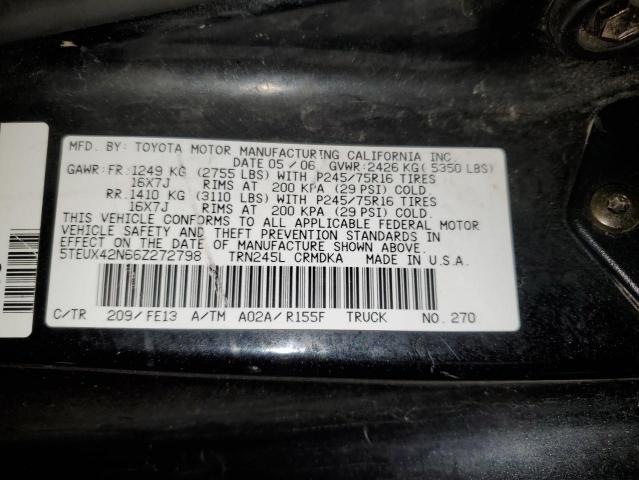 MFD. BY: TOYOTA MOTOR MANUFACTURING CALIFORNIA INC.
DATE 05/06 GVWR:2426 KG( 5350 LBS)
GAWR:FR.1249 KG (2755 LBS) WITH P245/75R16 TIRES
16X7J RIMS AT 200 KPA (29 PSI) COLD.
RR.1410 KG (3110 LBS) WITH P245/75R16 TIRES
16X7J RIMS AT 200 KPA (29 PSI) COLD.
THIS VEHICLE CONFORMS TO ALL APPLICABLE FEDERAL MOTOR
VEHICLE SAFETY AND THEFT PREVENTION STANDARDS IN
EFFECT ON THE DATE OF MANUFACTURE SHOWN ABOVE.
5TEUX42N66Z272798 TRN245L CRMDKA MADE IN U.S.A.
C/TR 209/FE13 A/TM A02A/R155F TRUCK NO. 270